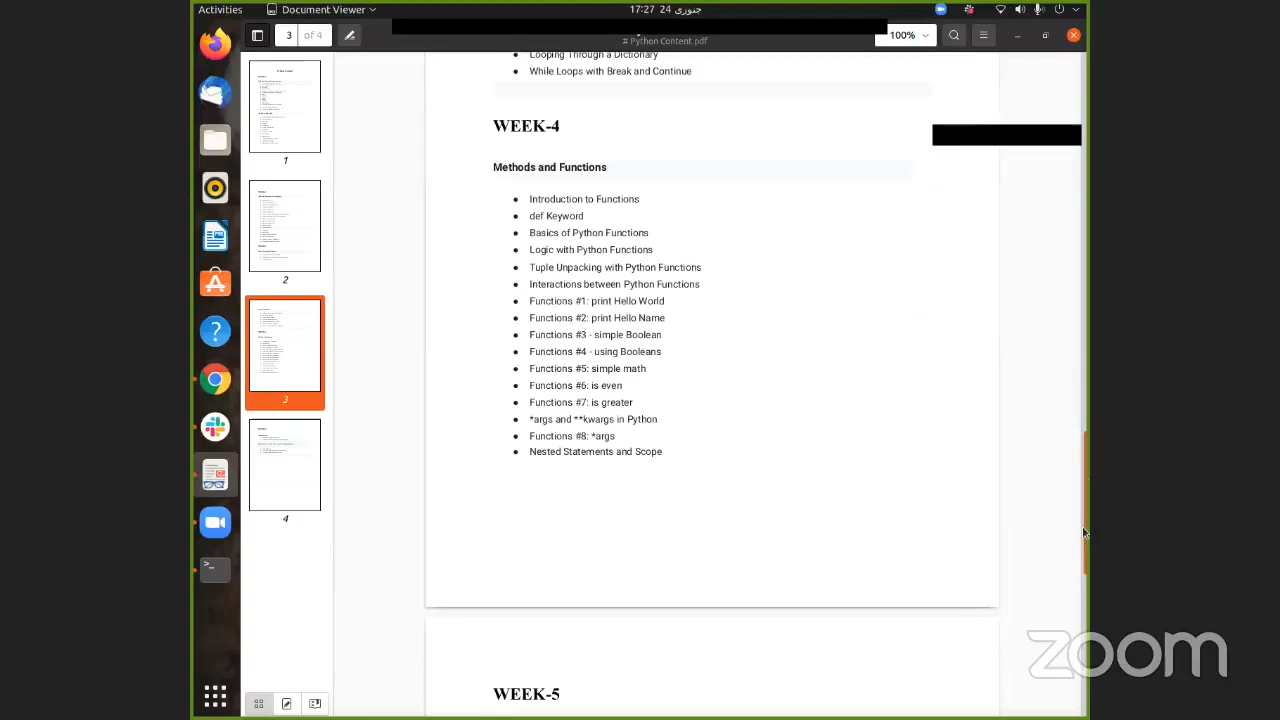 Activities
Document Viewer
17:27 24 جنوری
3
of 4
# Python Content.pdf
100%
Looping Through a Dictionary
● While Loops with Break and Continue
WEEK-4
Methods and Functions
● Introduction to Functions
● def Keyword
● Basics of Python Functions
● Logic with Python Functions
● Tuple Unpacking with Python Functions
● Interactions between Python Functions
● Functions #1: print Hello World
● Functions #2: print Hello Name
● Functions #3 - simple Boolean
● Functions #4 - using Booleans
● Functions #5: simple math
● Functions #6: is even
● Functions #7: is greater
● *args and **kwargs in Python
● Functions #8: *args
● Nested Statements and Scope
WEEK-5
1
2
3
4
zoom